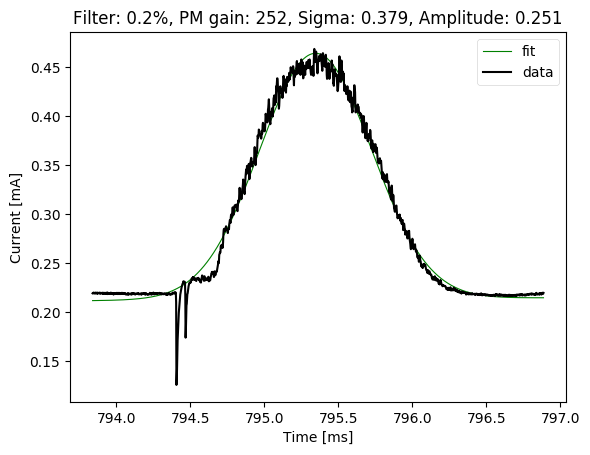 Filter: 0.2%, PM gain: 252, Sigma: 0.379, Amplitude: 0.251
fit
data
0.45
0.40
0.35
0.30
0.25
0.20
0.15
Current [mA]
794.0 794.5 795.0 795.5 796.0 796.5 797.0
Time [ms]